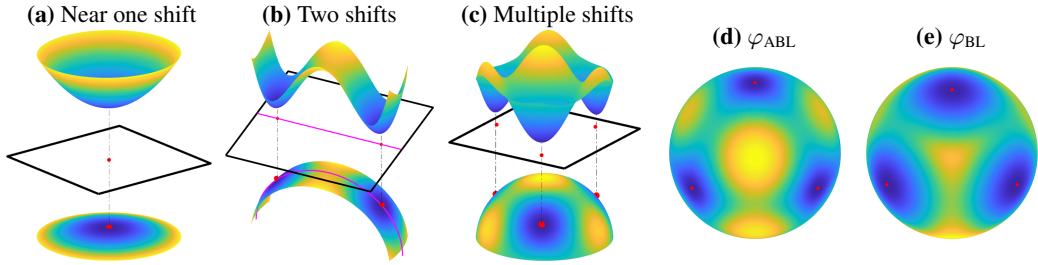 (a) Near one shift
(b) Two shifts
(c) Multiple shifts
(d) φABL
(e) φBL